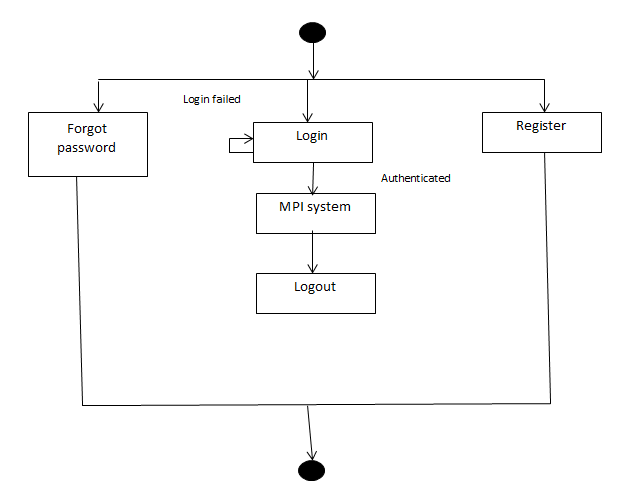 Login failed
Forgot
password
Login
Register
Authenticated
MPI system
Logout